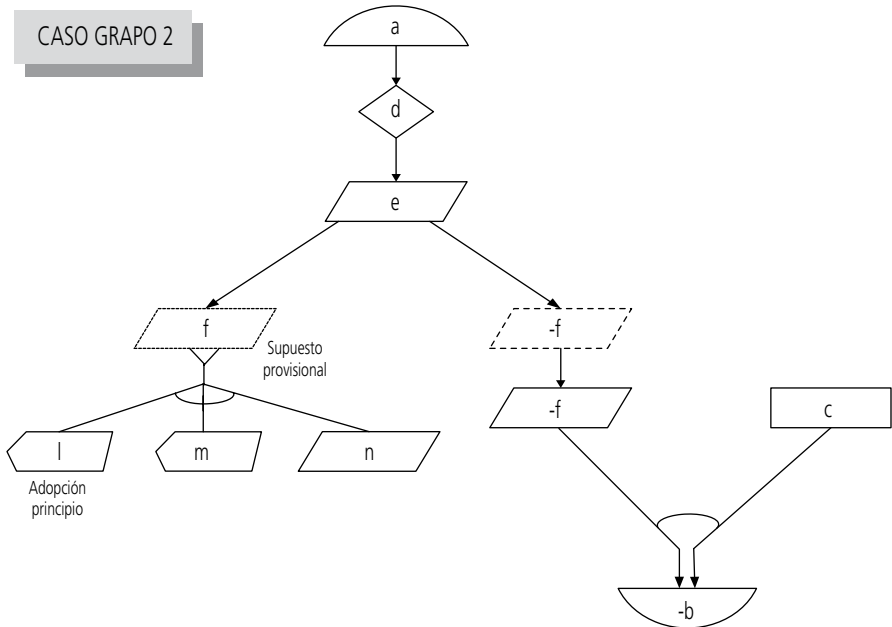 CASO GRAPO 2
a
d
e
f
-f
Supuesto
provisional
-f
c
l
m
n
Adopción
principio
-b